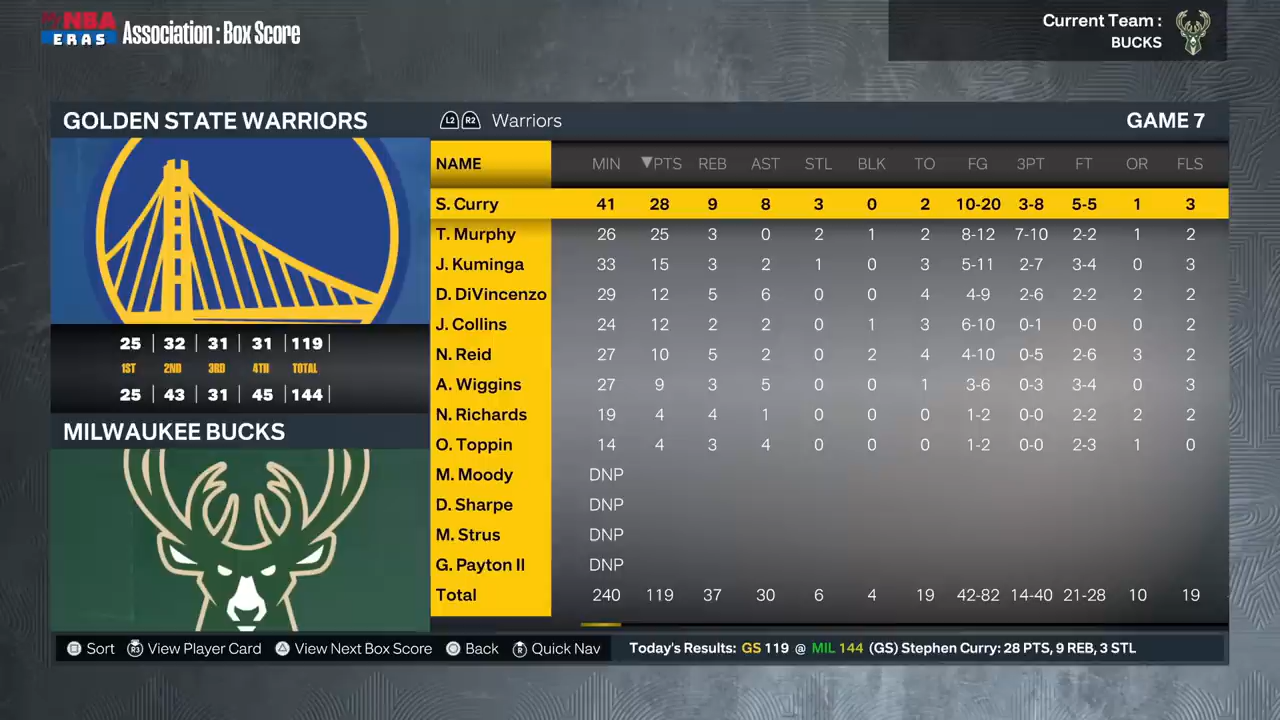 MyNBA ERAS Association : Box Score
Current Team :
BUCKS
GOLDEN STATE WARRIORS
25 | 32 | 31 | 31 | 119 |
1ST 2ND 3RD 4TH TOTAL
25 | 43 | 31 | 45 | 144 |
MILWAUKEE BUCKS
L2 R2 Warriors GAME 7
NAME MIN ▼PTS REB AST STL BLK TO FG 3PT FT OR FLS
S. Curry 41 28 9 8 3 0 2 10-20 3-8 5-5 1 3
T. Murphy 26 25 3 0 2 1 2 8-12 7-10 2-2 1 2
J. Kuminga 33 15 3 2 1 0 3 5-11 2-7 3-4 0 3
D. DiVincenzo 29 12 5 6 0 0 4 4-9 2-6 2-2 2 2
J. Collins 24 12 2 2 0 1 3 6-10 0-1 0-0 0 2
N. Reid 27 10 5 2 0 2 4 4-10 0-5 2-6 3 2
A. Wiggins 27 9 3 5 0 0 1 3-6 0-3 3-4 0 3
N. Richards 19 4 4 1 0 0 0 1-2 0-0 2-2 2 2
O. Toppin 14 4 3 4 0 0 0 1-2 0-0 2-3 1 0
M. Moody DNP
D. Sharpe DNP
M. Strus DNP
G. Payton II DNP
Total 240 119 37 30 6 4 19 42-82 14-40 21-28 10 19
Sort R3 View Player Card View Next Box Score Back R Quick Nav
Today's Results: GS 119 @ MIL 144 (GS) Stephen Curry: 28 PTS, 9 REB, 3 STL